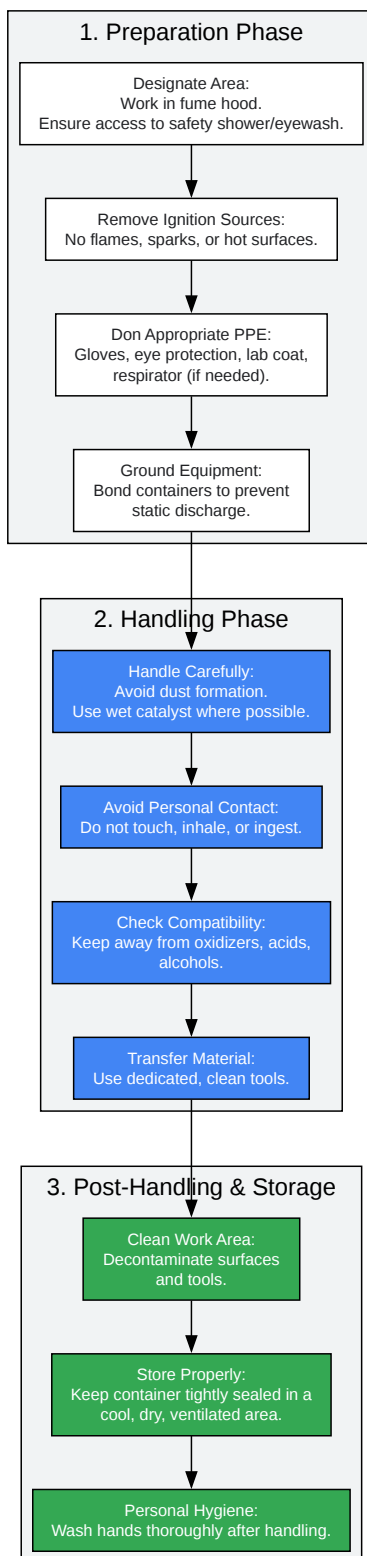 1. Preparation Phase
Designate Area:
Work in fume hood.
Ensure access to safety shower/eyewash.
Remove Ignition Sources:
No flames, sparks, or hot surfaces.
Don Appropriate PPE:
Gloves, eye protection, lab coat,
respirator (if needed).
Ground Equipment:
Bond containers to prevent
static discharge.
2. Handling Phase
Handle Carefully:
Avoid dust formation.
Use wet catalyst where possible.
Avoid Personal Contact:
Do not touch, inhale, or ingest.
Check Compatibility:
Keep away from oxidizers, acids,
alcohols.
Transfer Material:
Use dedicated, clean tools.
3. Post-Handling & Storage
Clean Work Area:
Decontaminate surfaces
and tools.
Store Properly:
Keep container tightly sealed in a
cool, dry, ventilated area.
Personal Hygiene:
Wash hands thoroughly after handling.